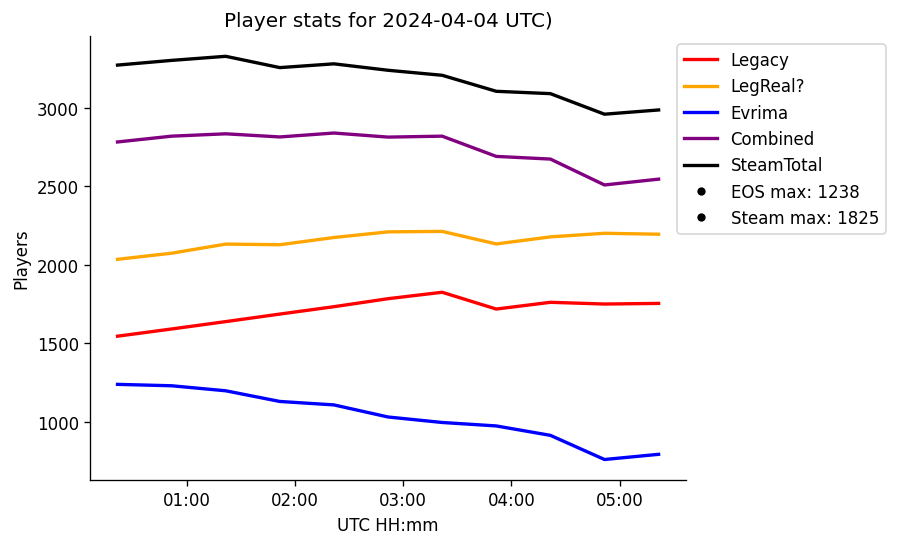 Player stats for 2024-04-04 UTC)
Legacy
LegReal?
Evrima
Combined
SteamTotal
EOS max: 1238
Steam max: 1825
Players
3000
2500
2000
1500
1000
01:00 02:00 03:00 04:00 05:00
UTC HH:mm